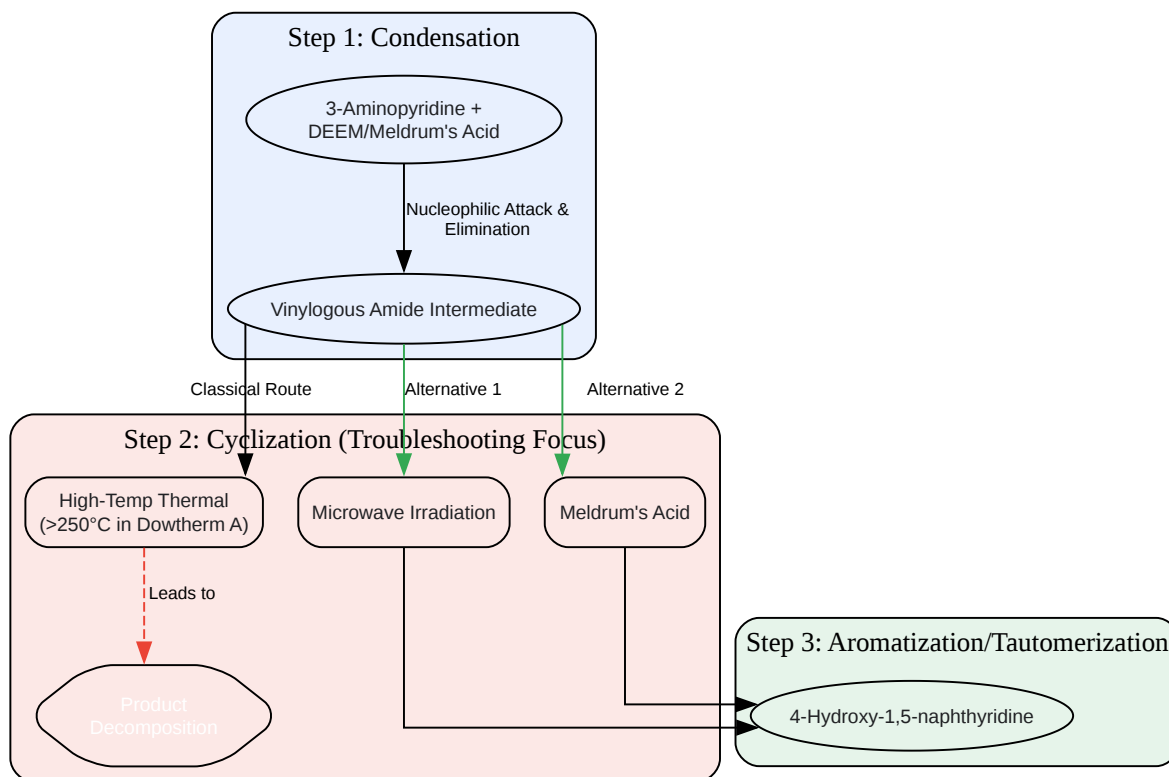 Step 1: Condensation
3-Aminopyridine +
DEEM/Meldrum's Acid
Nucleophilic Attack &
Elimination
Vinylogous Amide Intermediate
Classical Route
Alternative 1
Alternative 2
Step 2: Cyclization (Troubleshooting Focus)
High-Temp Thermal
(>250°C in Dowtherm A)
Microwave Irradiation
Meldrum's Acid
Leads to
Product
Decomposition
Step 3: Aromatization/Tautomerization
4-Hydroxy-1,5-naphthyridine